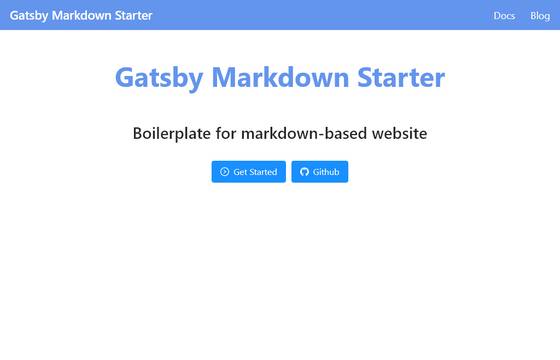 Gatsby Markdown Starter
Docs Blog
Gatsby Markdown Starter
Boilerplate for markdown-based website
Get Started Github